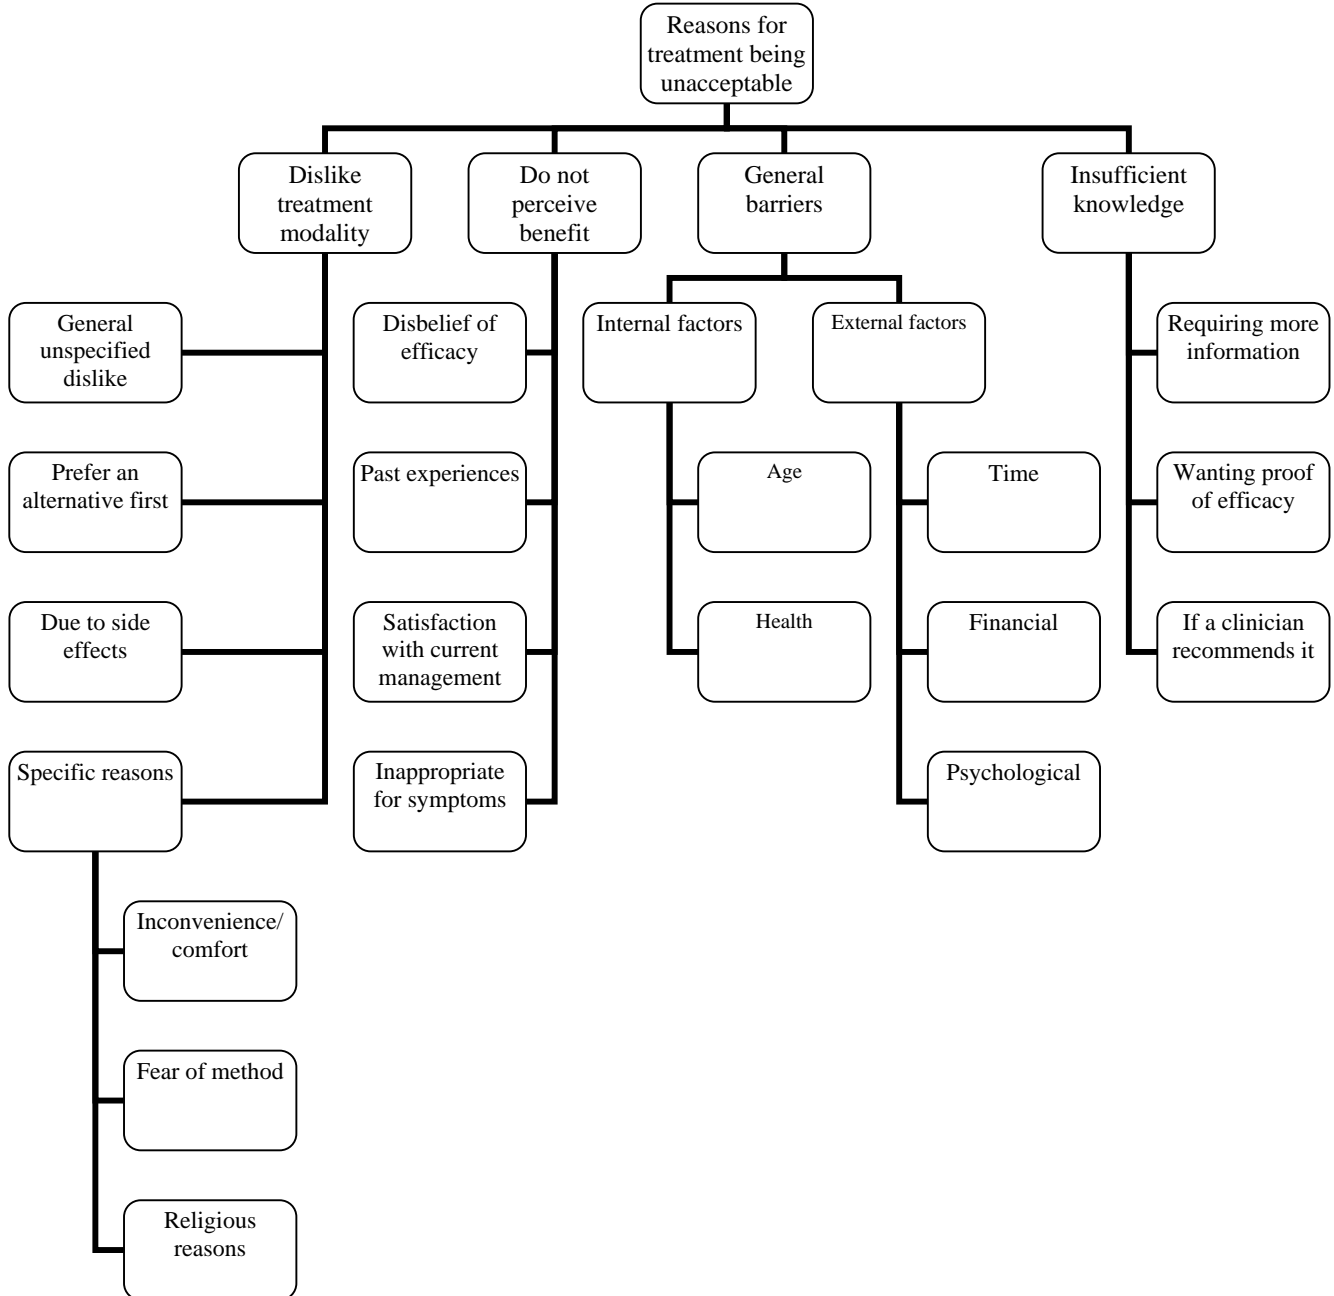 Reasons for
treatment being
unacceptable
Dislike
treatment
modality
Do not
perceive
benefit
General
barriers
Insufficient
knowledge
General
unspecified
dislike
Disbelief of
efficacy
Internal factors
External factors
Requiring more
information
Prefer an
alternative first
Past experiences
Age
Time
Wanting proof
of efficacy
Due to side
effects
Satisfaction
with current
management
Health
Financial
If a clinician
recommends it
Specific reasons
Inappropriate
for symptoms
Psychological
Inconvenience/
comfort
Fear of method
Religious
reasons